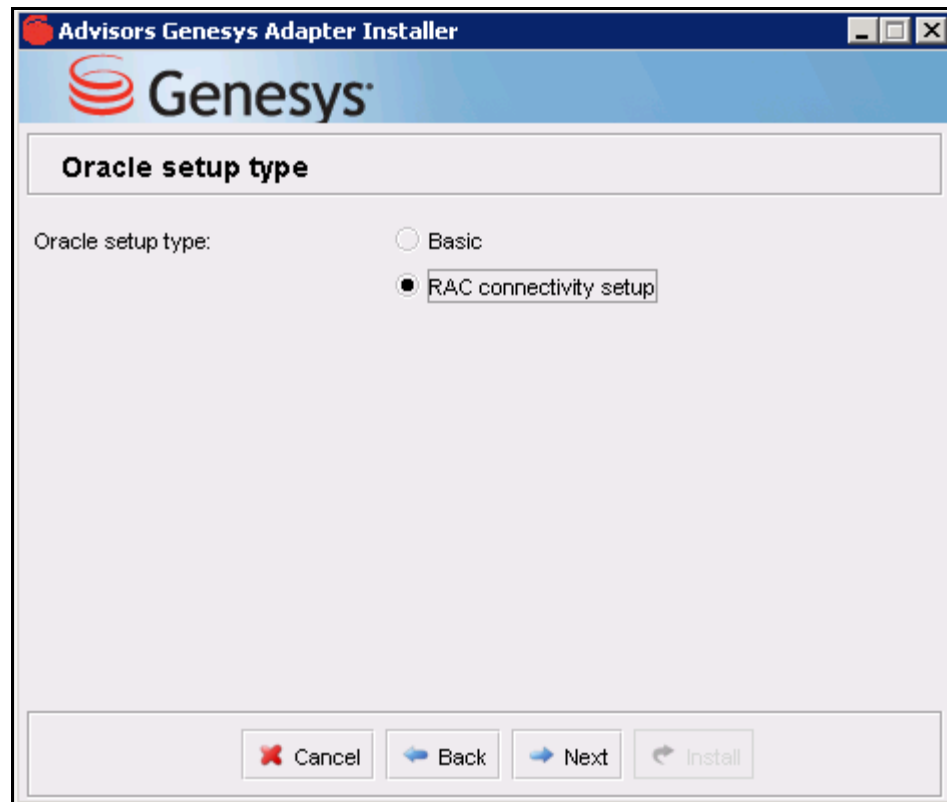 Advisors Genesys Adapter Installer
Genesys
Oracle setup type
Oracle setup type:
Basic
RAC connectivity setup
Cancel
Back
Next
Install